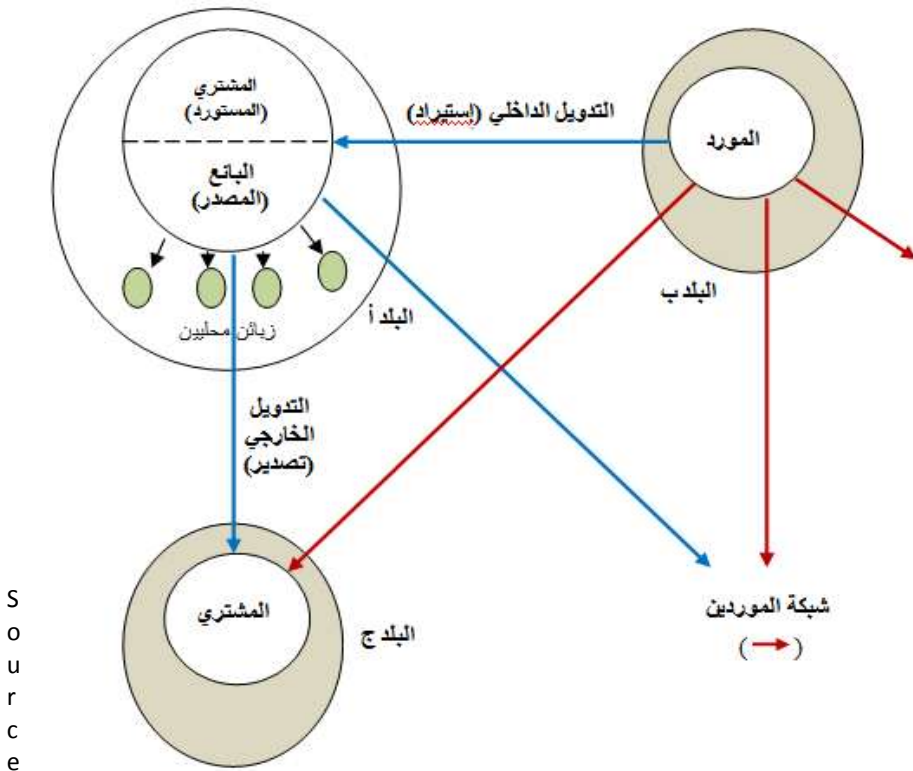 المشتري
(المستورد)
البائع
(المصدر)
زبائن محليين
البلد أ
التدويل الداخلي (إستيراد)
المورد
البلد ب
التدويل
الخارجي
(تصدير)
المشتري
البلد ج
شبكة الموردين
( → )
S
o
u
r
c
e